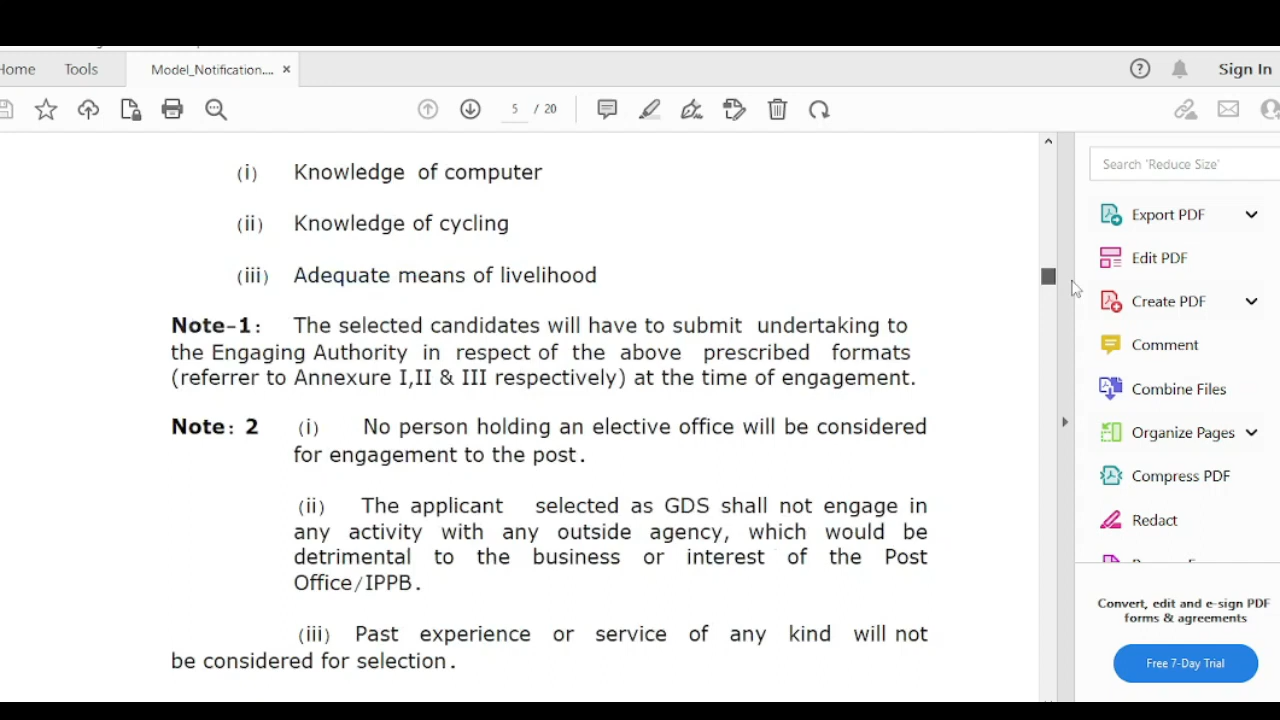 Home Tools Model_Notification.... × Sign In
5 / 20
Search 'Reduce Size'
(i) Knowledge of computer
(ii) Knowledge of cycling
(iii) Adequate means of livelihood
Note-1: The selected candidates will have to submit undertaking to
the Engaging Authority in respect of the above prescribed formats
(referrer to Annexure I,II & III respectively) at the time of engagement.
Note: 2 (i) No person holding an elective office will be considered
for engagement to the post.
(ii) The applicant selected as GDS shall not engage in
any activity with any outside agency, which would be
detrimental to the business or interest of the Post
Office/IPPB.
(iii) Past experience or service of any kind will not
be considered for selection.
Export PDF
Edit PDF
Create PDF
Comment
Combine Files
Organize Pages
Compress PDF
Redact
Convert, edit and e-sign PDF
forms & agreements
Free 7-Day Trial